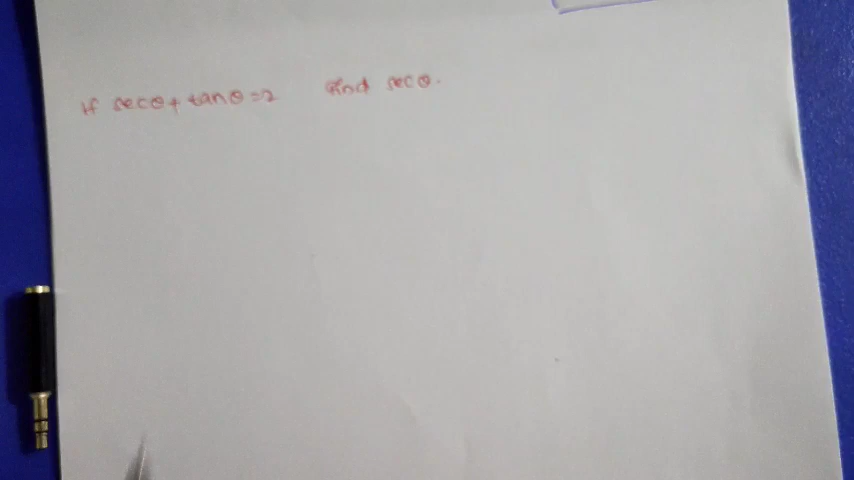 If secθ + tanθ = 2 find secθ.